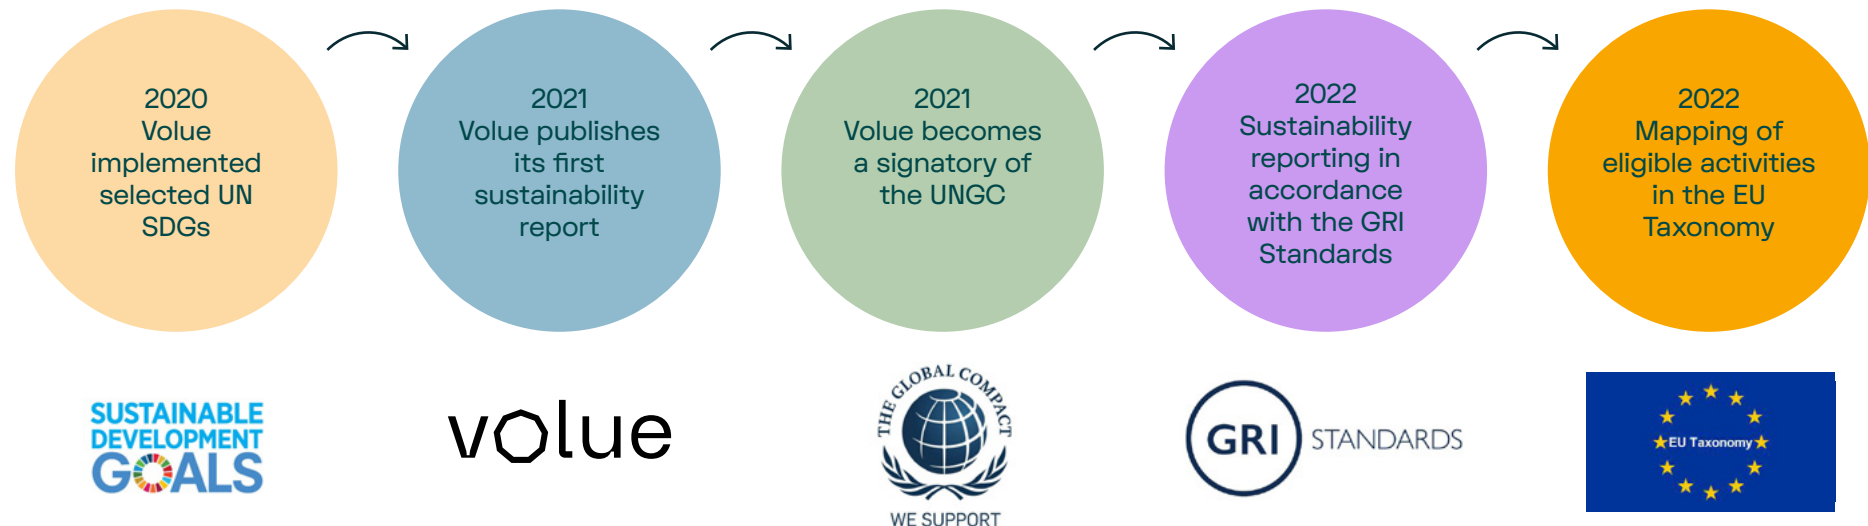 2020
Volue
implemented
selected UN
SDGs
2021
Volue publishes
its first
sustainability
report
2021
Volue becomes
a signatory of
the UNGC
2022
Sustainability
reporting in
accordance
with the GRI
Standards
2022
Mapping of
eligible activities
in the EU
Taxonomy
SUSTAINABLE
DEVELOPMENT
GOALS
volue
THE GLOBAL COMPACT
WE SUPPORT
GRI STANDARDS
EU Taxonomy